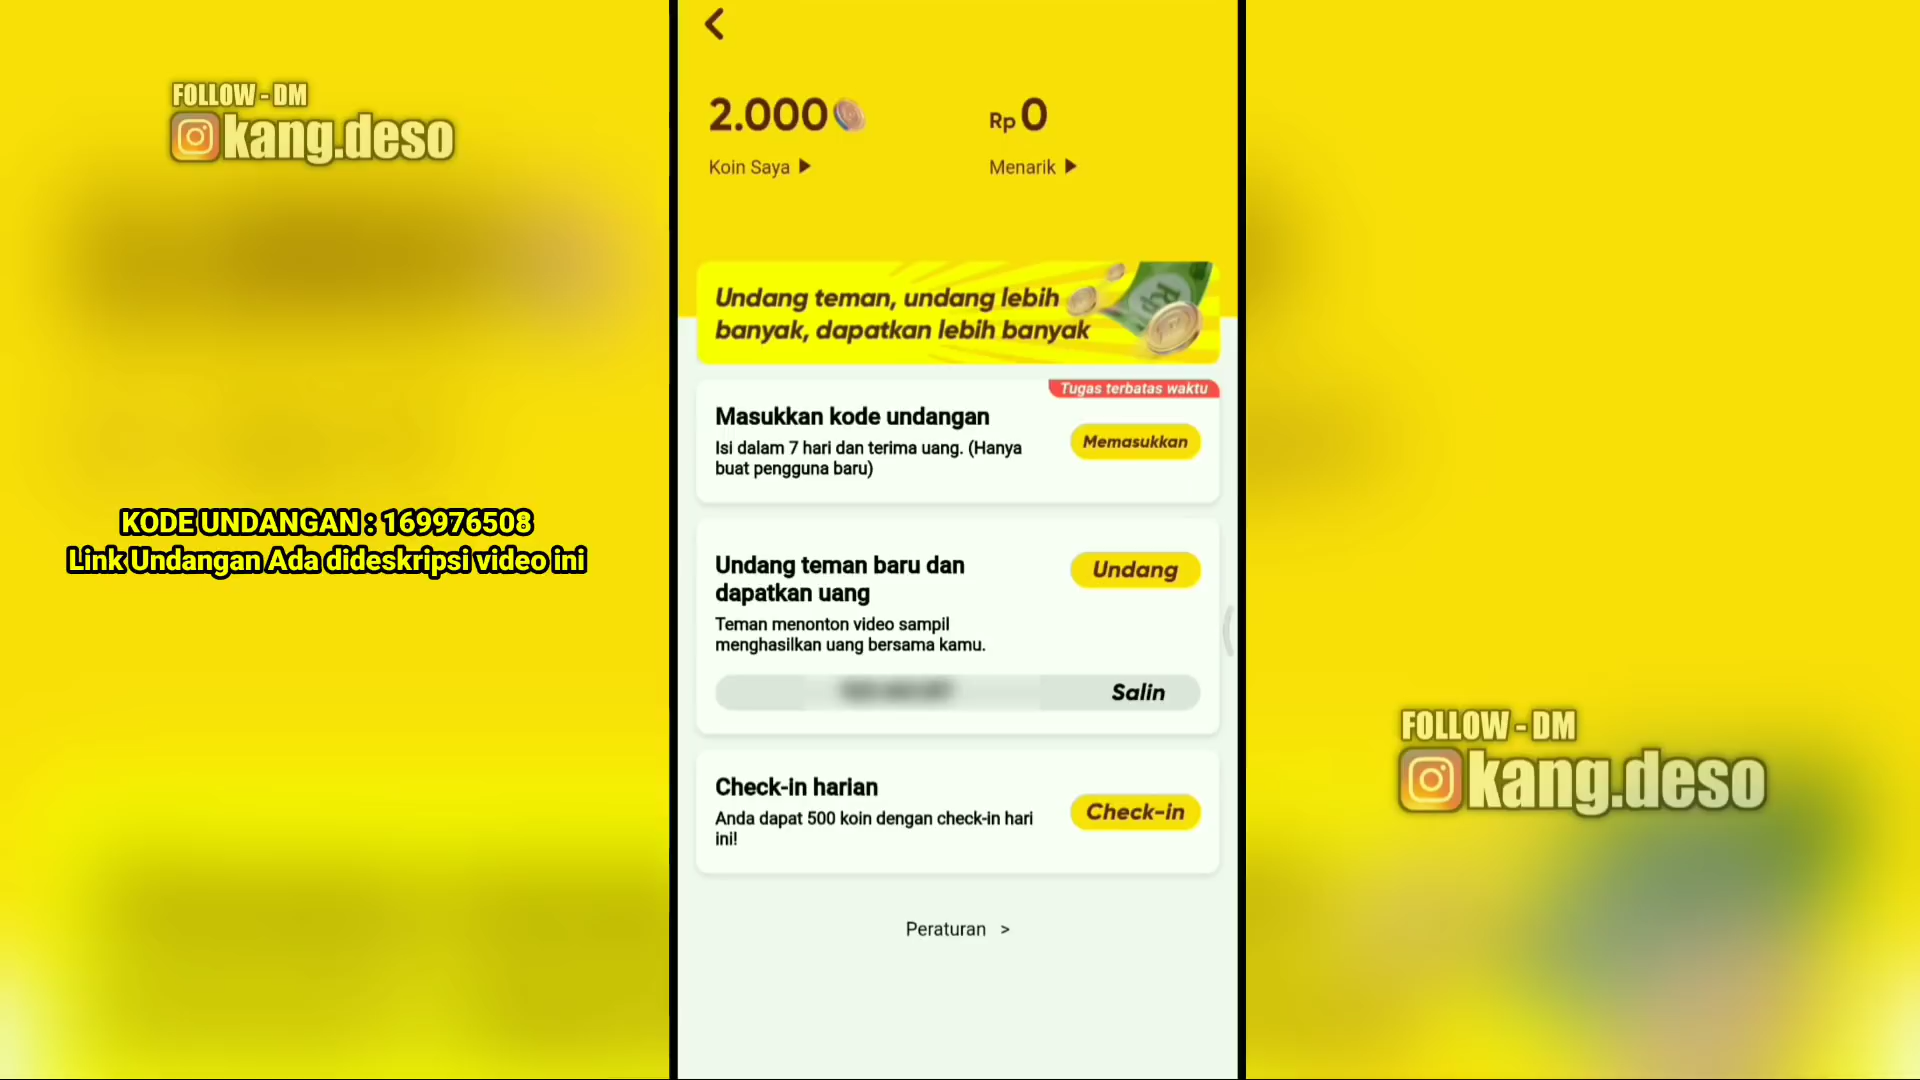 FOLLOW - DM
kang.deso
KODE UNDANGAN : 169976508
Link Undangan Ada dideskripsi video ini
2.000
Koin Saya
Rp 0
Menarik
Undang teman, undang lebih
banyak, dapatkan lebih banyak
Tugas terbatas waktu
Masukkan kode undangan
Isi dalam 7 hari dan terima uang. (Hanya
buat pengguna baru)
Memasukkan
Undang teman baru dan
dapatkan uang
Undang
Teman menonton video sampil
menghasilkan uang bersama kamu.
Salin
Check-in harian
Anda dapat 500 koin dengan check-in hari
ini!
Check-in
Peraturan >
FOLLOW - DM
kang.deso